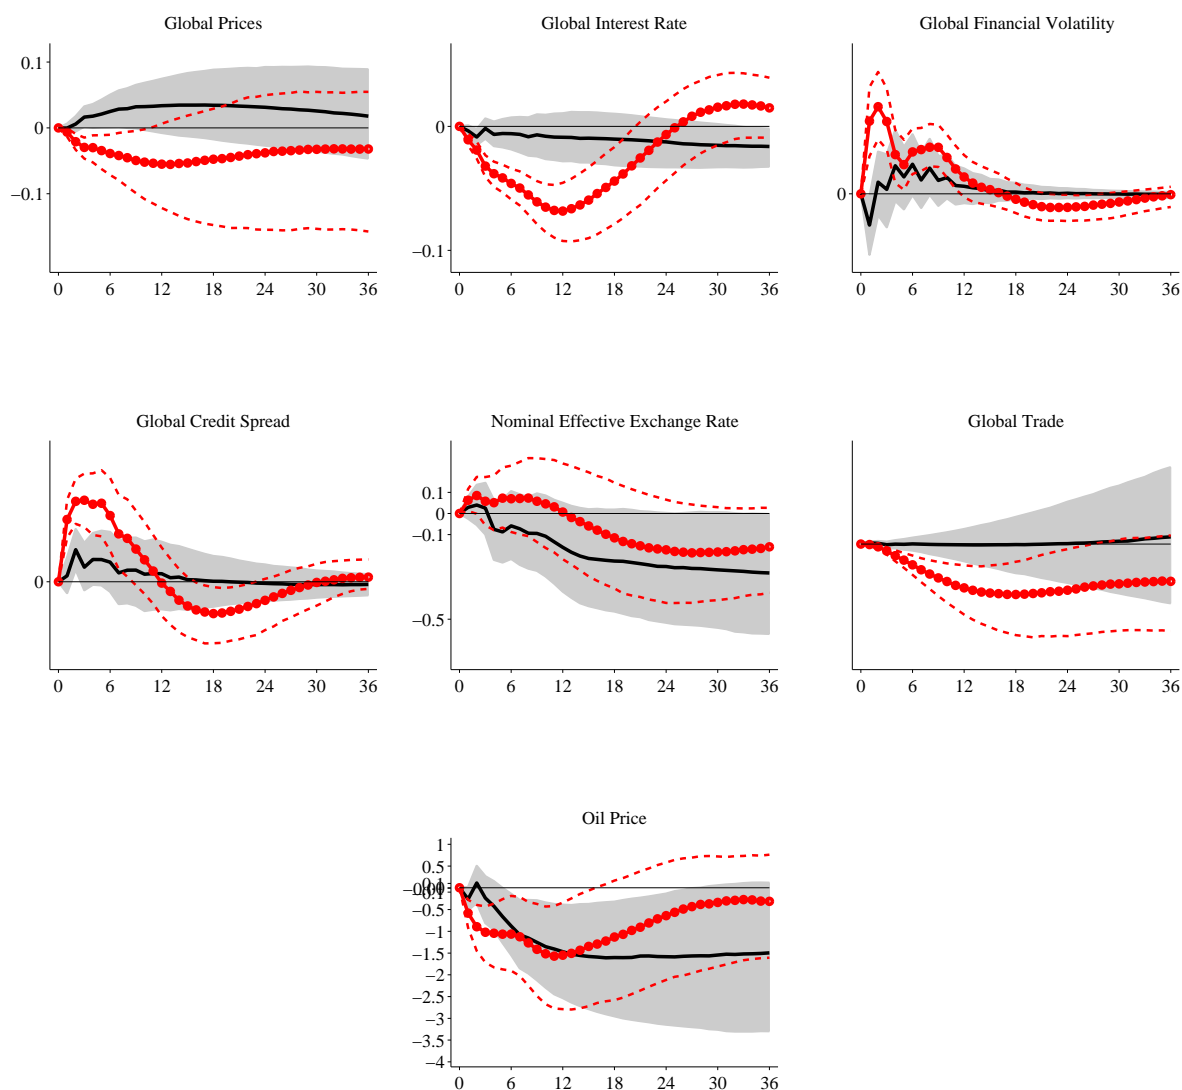 Global Prices
Global Interest Rate
Global Financial Volatility
0.1
0
−0.1
0 6 12 18 24 30 36
0
−0.1
0 6 12 18 24 30 36
0
0 6 12 18 24 30 36
Global Credit Spread
Nominal Effective Exchange Rate
Global Trade
0
0 6 12 18 24 30 36
0.1
0
−0.1
−0.5
0 6 12 18 24 30 36
0 6 12 18 24 30 36
Oil Price
1
0.5
−0.5
−1
−1.5
−2
−2.5
−3
−3.5
−4
0 6 12 18 24 30 36